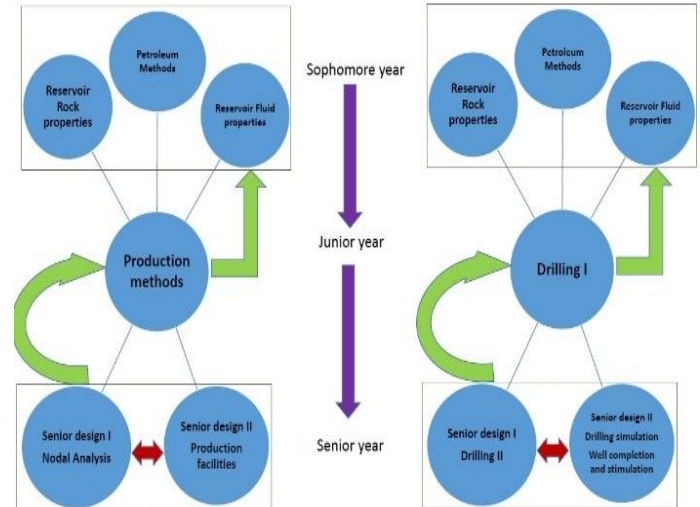 Petroleum
Methods
Reservoir
Rock
properties
Reservoir Fluid
properties
Production
methods
Senior design I
Nodal Analysis
Senior design II
Production
facilities
Sophomore year
Junior year
Senior year
Petroleum
Methods
Reservoir
Rock
properties
Reservoir Fluid
properties
Drilling I
Senior design I
Drilling II
Senior design II
Drilling simulation
Well completion
and stimulation